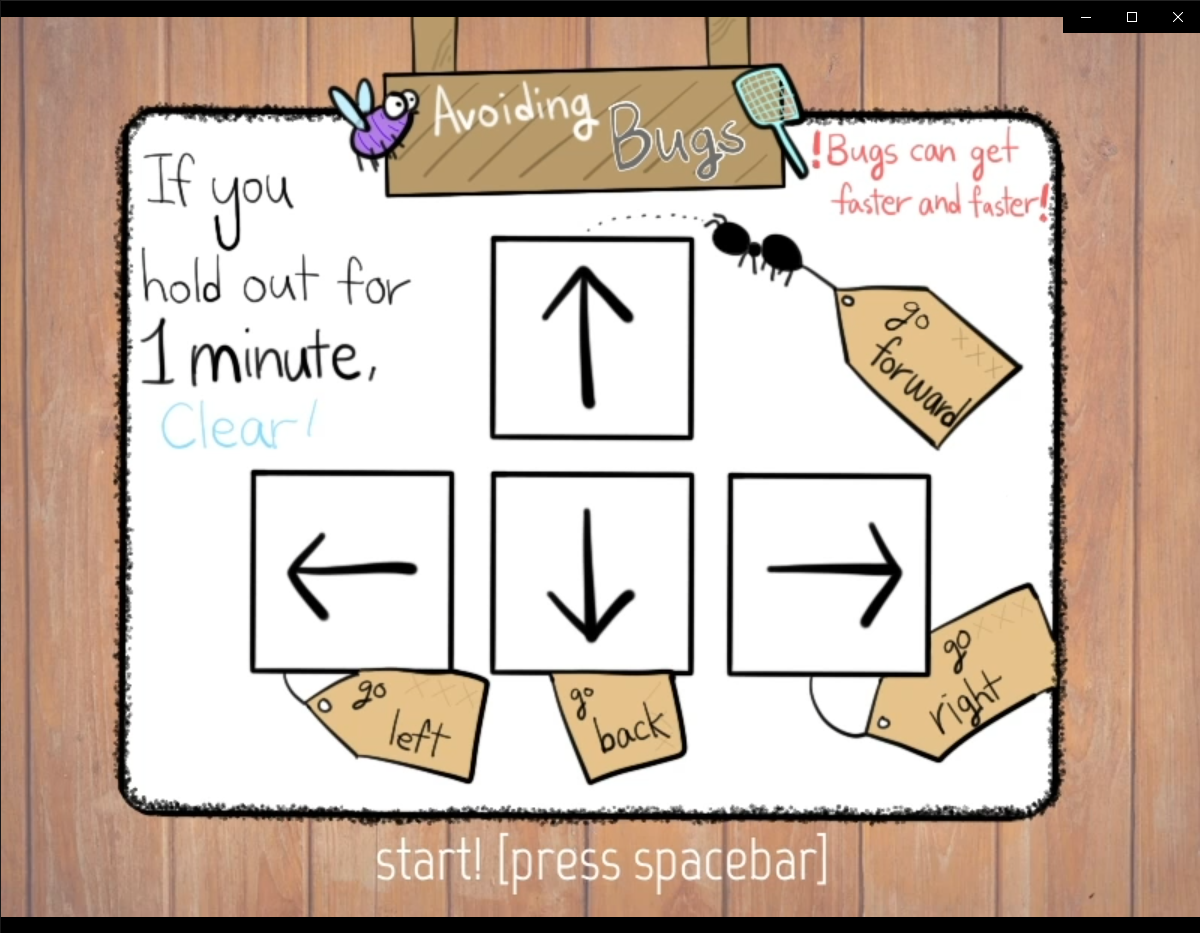 Avoiding
Bugs
If you
hold out for
1 minute,
Clear!
!Bugs can get
faster and faster!
go
forward
go
left
go
back
go
right
start! [press spacebar]